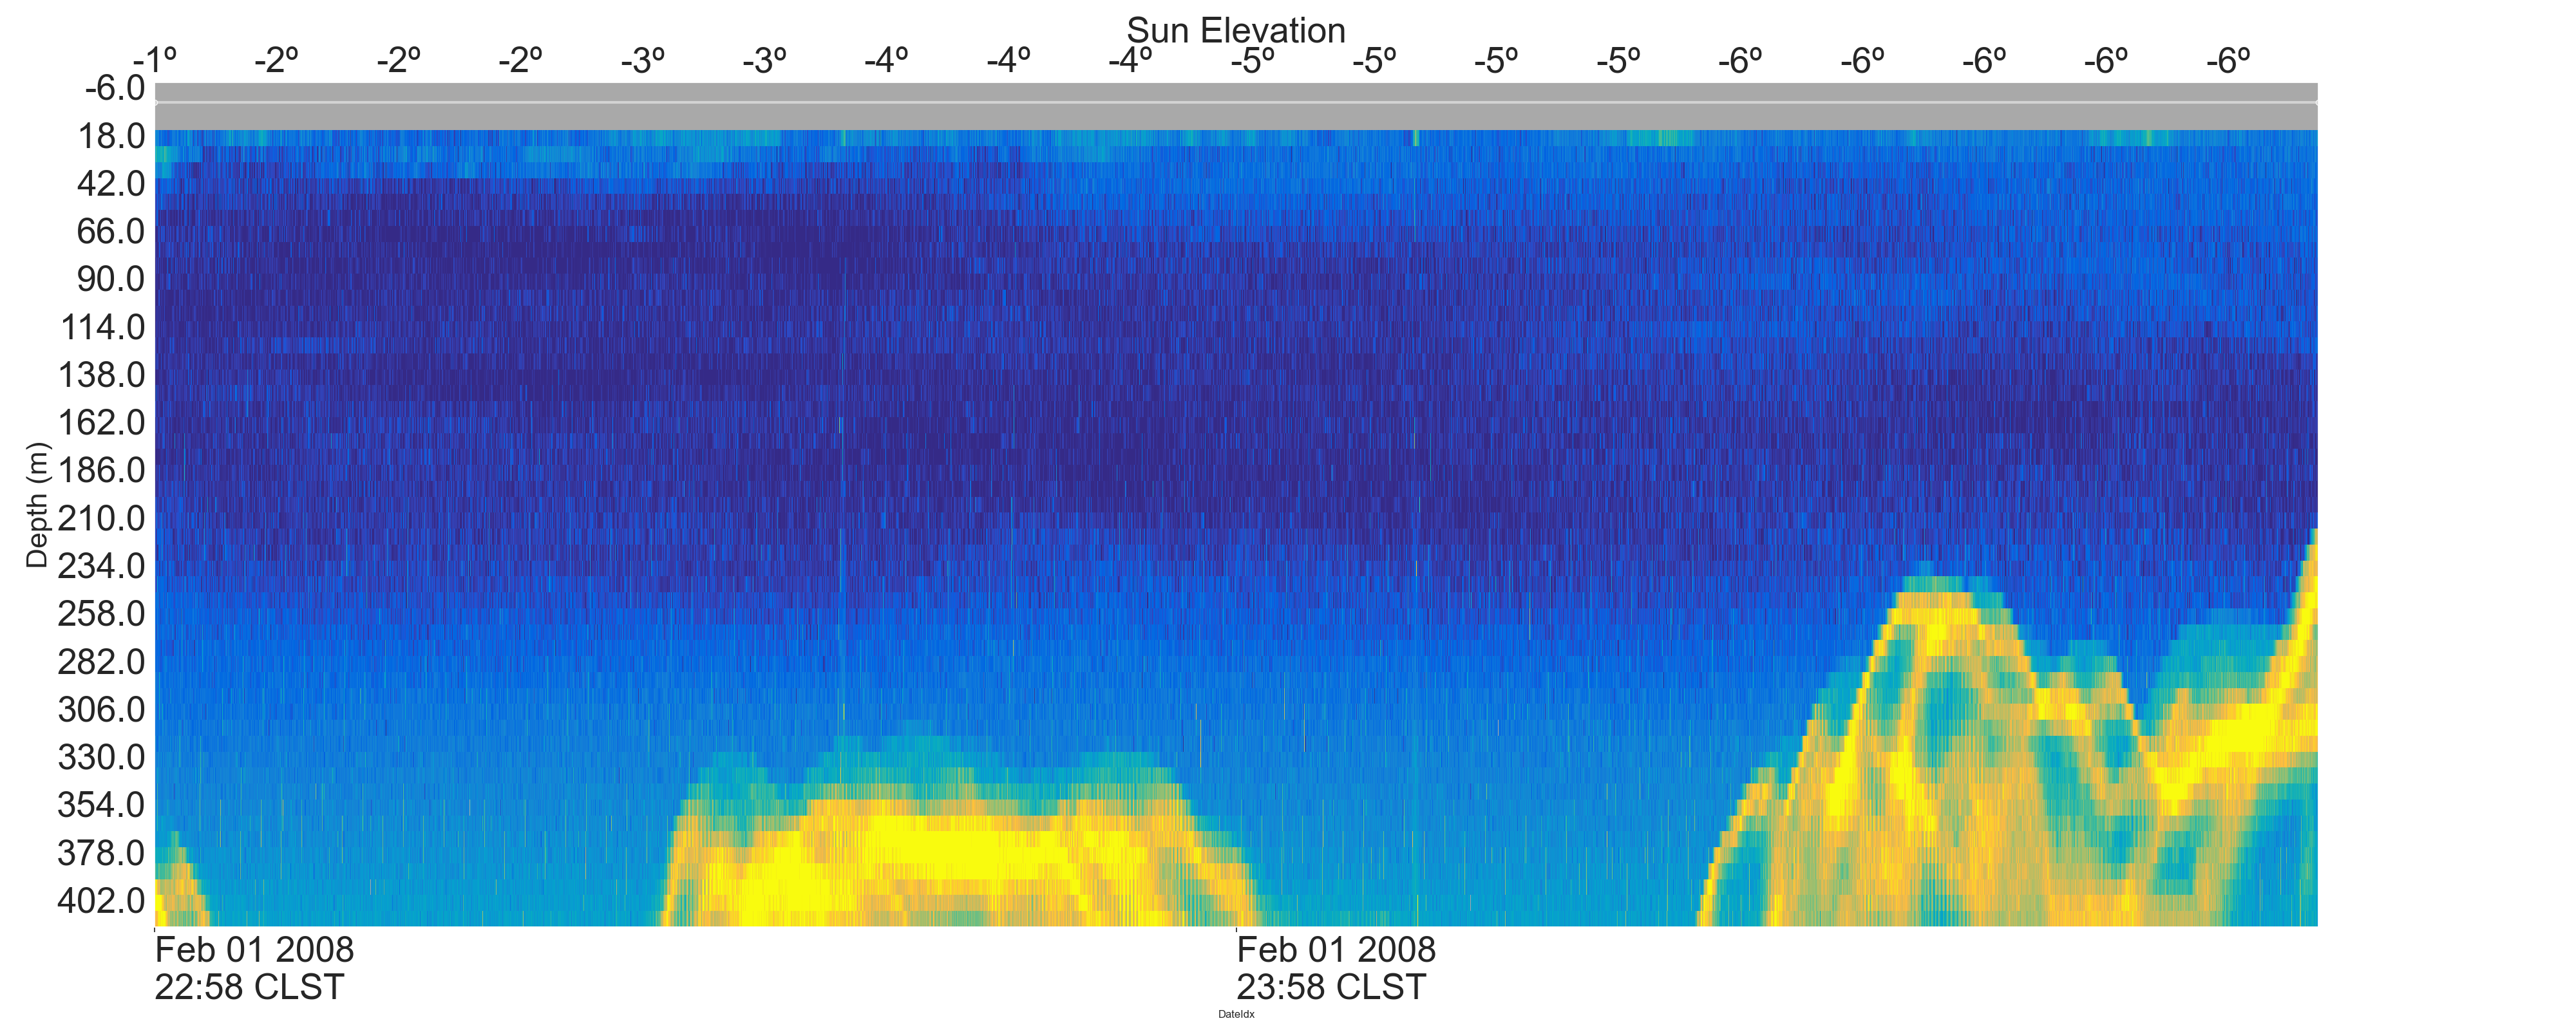 Sun Elevation
-1º -2º -2º -2º -3º -3º -4º -4º -4º -5º -5º -5º -5º -6º -6º -6º -6º -6º
-6.0
18.0
42.0
66.0
90.0
114.0
138.0
162.0
186.0
210.0
234.0
258.0
282.0
306.0
330.0
354.0
378.0
402.0
Depth (m)
Feb 01 2008
22:58 CLST
Feb 01 2008
23:58 CLST
DateIdx